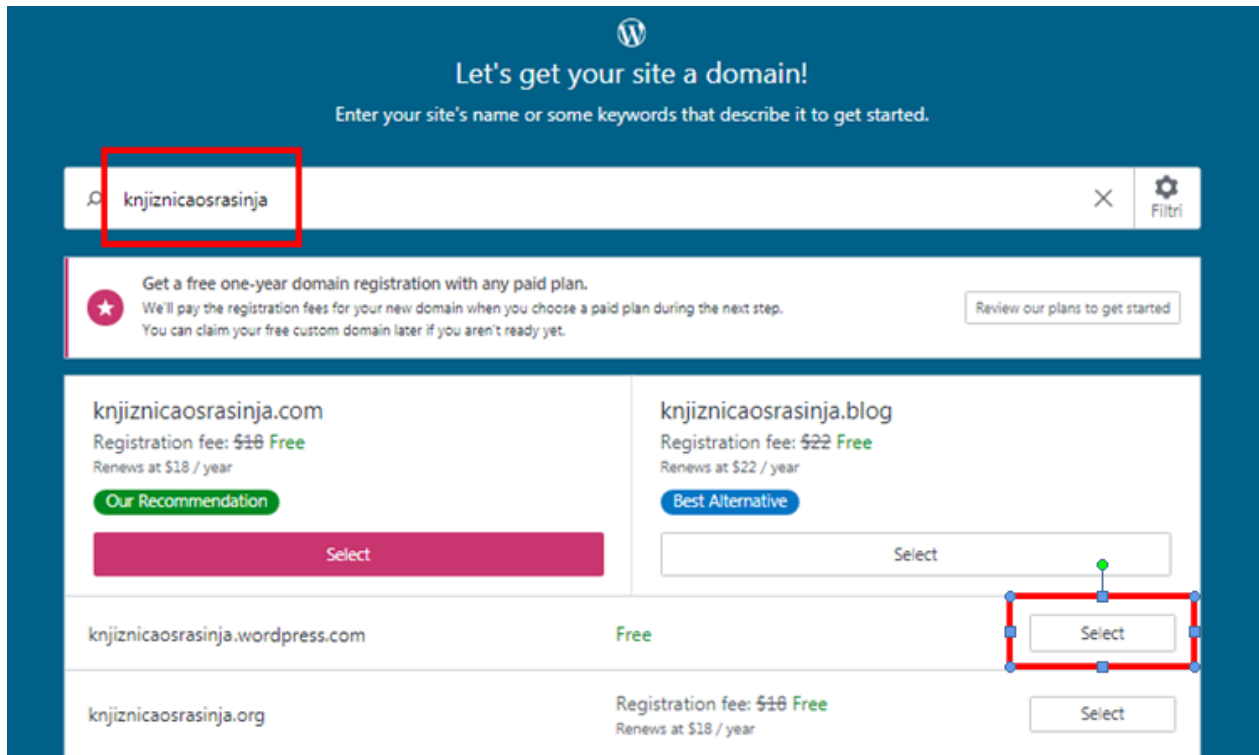 Let's get your site a domain!
Enter your site's name or some keywords that describe it to get started.
knjiznicaosrasinja
Filtri
Get a free one-year domain registration with any paid plan.
We'll pay the registration fees for your new domain when you choose a paid plan during the next step.
You can claim your free custom domain later if you aren't ready yet.
Review our plans to get started
knjiznicaosrasinja.com
Registration fee: $18 Free
Renews at $18 / year
Our Recommendation
Select
knjiznicaosrasinja.blog
Registration fee: $22 Free
Renews at $22 / year
Best Alternative
Select
knjiznicaosrasinja.wordpress.com
Free
Select
knjiznicaosrasinja.org
Registration fee: $18 Free
Renews at $18 / year
Select